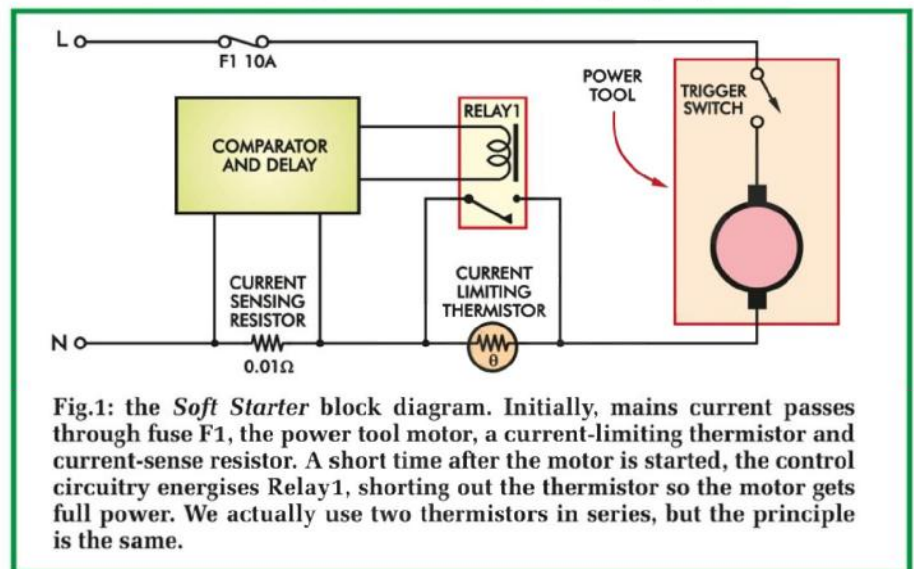 L
F1 10A
POWER
TOOL
TRIGGER
SWITCH
RELAY1
COMPARATOR
AND DELAY
CURRENT
SENSING
RESISTOR
CURRENT
LIMITING
THERMISTOR
N
0.01Ω
θ
Fig.1: the Soft Starter block diagram. Initially, mains current passes
through fuse F1, the power tool motor, a current-limiting thermistor and
current-sense resistor. A short time after the motor is started, the control
circuitry energises Relay1, shorting out the thermistor so the motor gets
full power. We actually use two thermistors in series, but the principle
is the same.